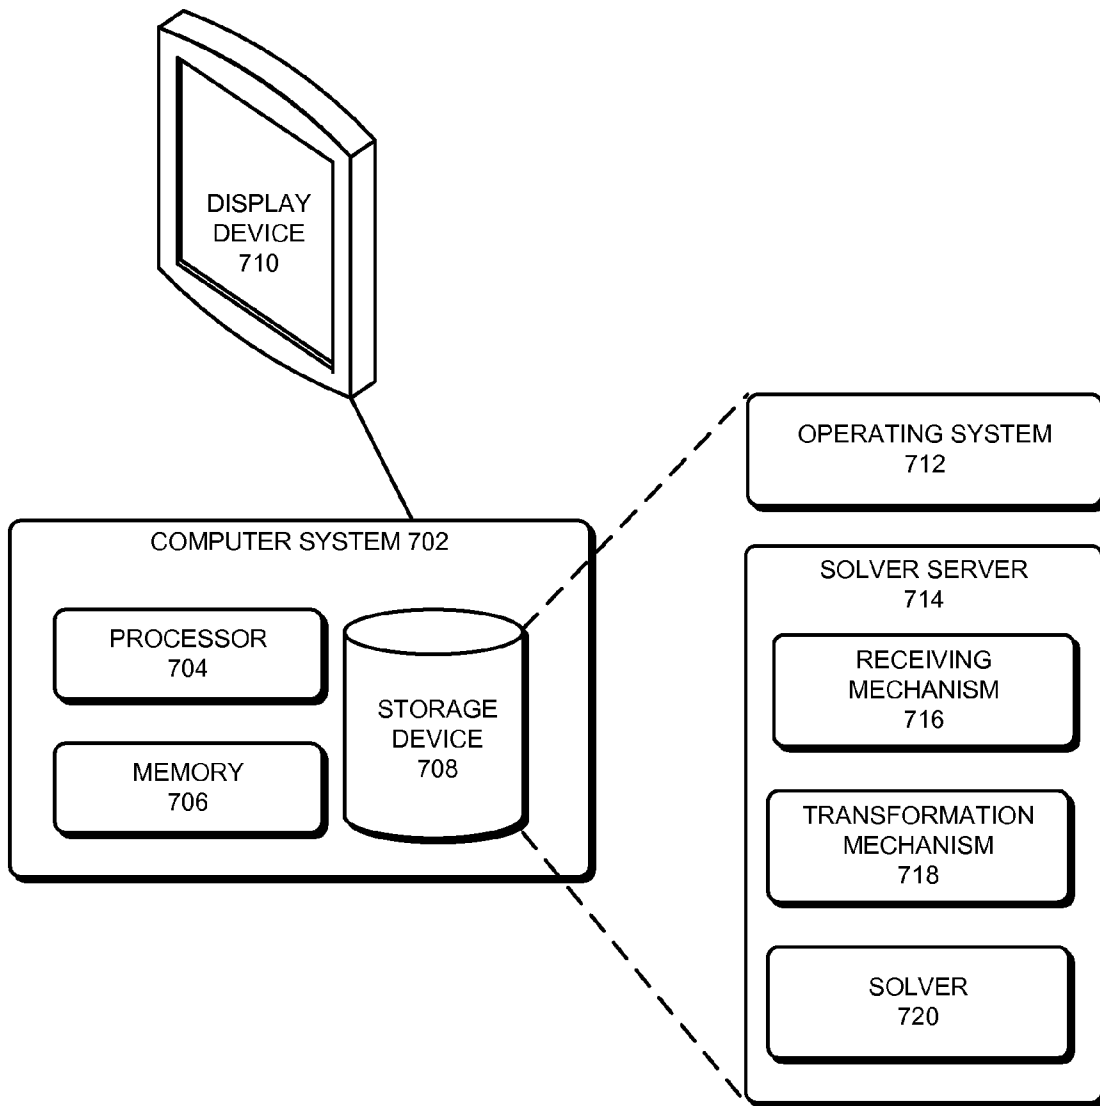 DISPLAY
DEVICE
710
COMPUTER SYSTEM 702
PROCESSOR
704
MEMORY
706
STORAGE
DEVICE
708
OPERATING SYSTEM
712
SOLVER SERVER
714
RECEIVING
MECHANISM
716
TRANSFORMATION
MECHANISM
718
SOLVER
720